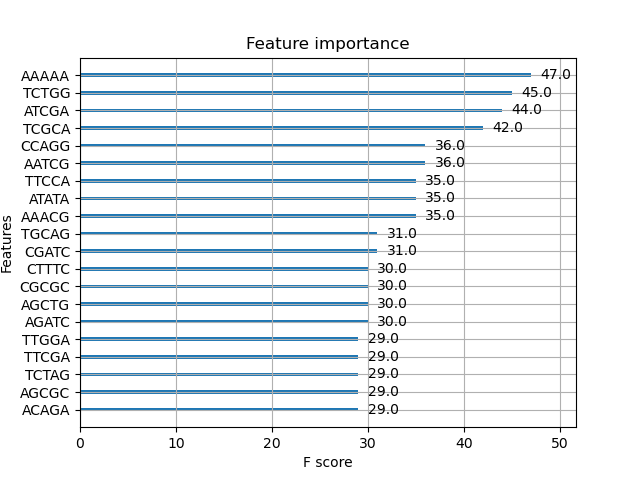 Feature importance
Features
AAAAA 47.0
TCTGG 45.0
ATCGA 44.0
TCGCA 42.0
CCAGG 36.0
AATCG 36.0
TTCCA 35.0
ATATA 35.0
AAACG 35.0
TGCAG 31.0
CGATC 31.0
CTTTC 30.0
CGCGC 30.0
AGCTG 30.0
AGATC 30.0
TTGGA 29.0
TTCGA 29.0
TCTAG 29.0
AGCGC 29.0
ACAGA 29.0
0 10 20 30 40 50
F score